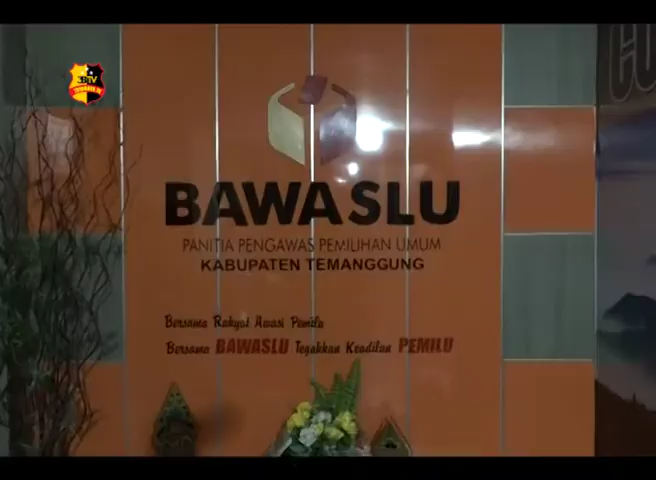 BAWASLU
PANITIA PENGAWAS PEMILIHAN UMUM
KABUPATEN TEMANGGUNG
Bersama Rakyat Awasi Pemilu
Bersama BAWASLU Tegakkan Keadilan PEMILU